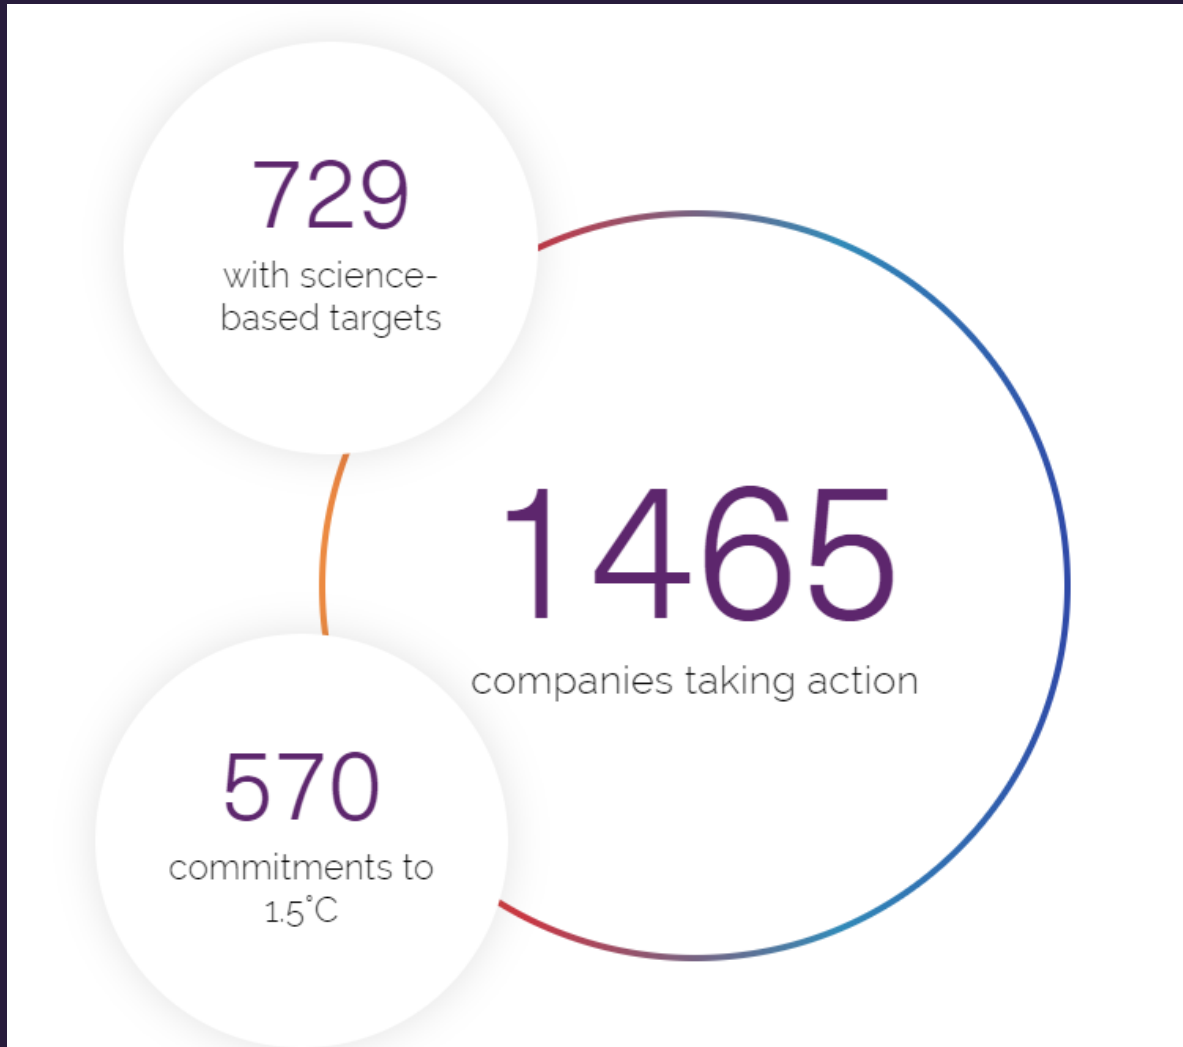 729
with science-
based targets
1465
companies taking action
570
commitments to
1.5°C